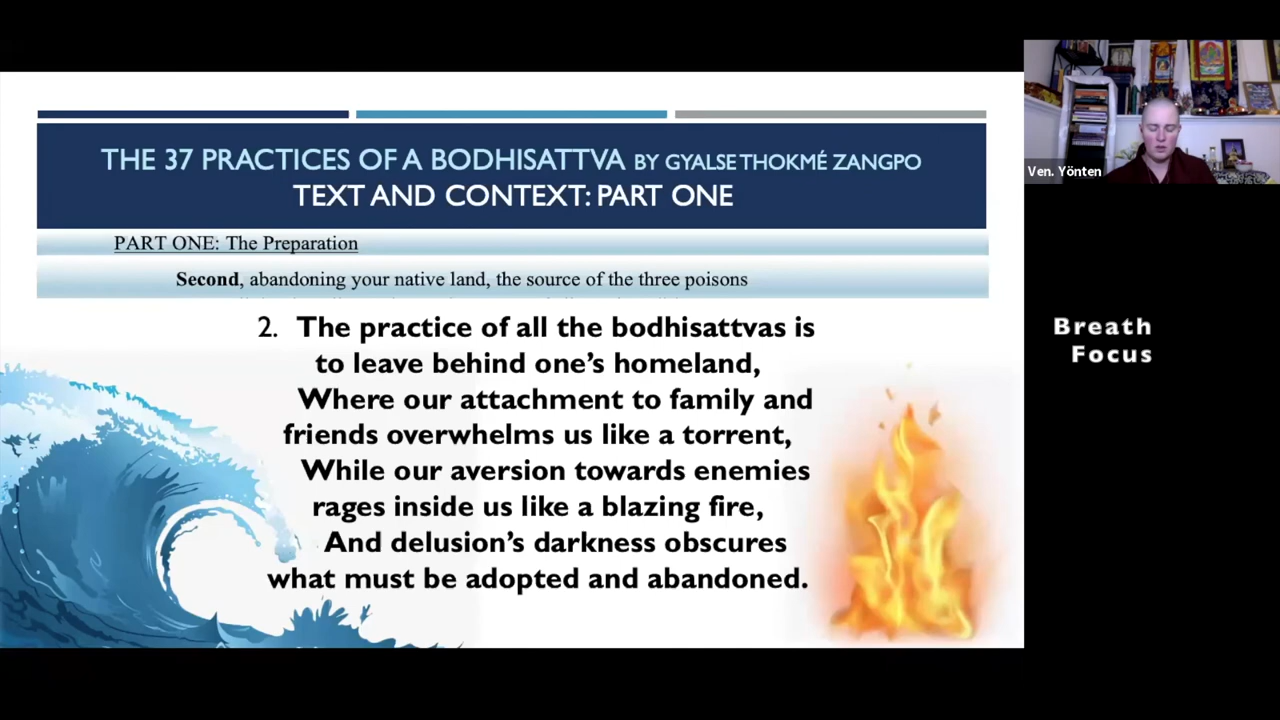 THE 37 PRACTICES OF A BODHISATTVA BY GYALSE THOKMÉ ZANGPO
TEXT AND CONTEXT: PART ONE
PART ONE: The Preparation
Second, abandoning your native land, the source of the three poisons
2. The practice of all the bodhisattvas is
to leave behind one's homeland,
Where our attachment to family and
friends overwhelms us like a torrent,
While our aversion towards enemies
rages inside us like a blazing fire,
And delusion's darkness obscures
what must be adopted and abandoned.
Ven. Yönten
Breath
Focus